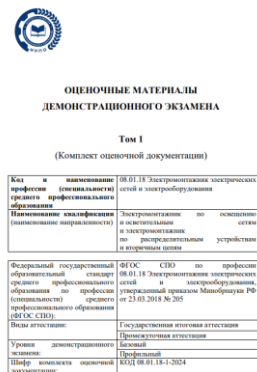 ФИРПО
ОЦЕНОЧНЫЕ МАТЕРИАЛЫ
ДЕМОНСТРАЦИОННОГО ЭКЗАМЕНА
Том 1
(Комплект оценочной документации)
Код и наименование профессии (специальности) среднего профессионального образования
08.01.18 Электромонтажник электрических сетей и электрооборудования
Наименование квалификации (наименование направленности)
Электромонтажник по освещению и осветительным сетям и электромонтажник по распределительным устройствам и вторичным цепям
Федеральный государственный образовательный стандарт среднего профессионального образования по профессии (специальности) среднего профессионального образования (ФГОС СПО):
ФГОС СПО по профессии 08.01.18 Электромонтажник электрических сетей и электрооборудования, утвержденный приказом Минобрнауки РФ от 23.03.2018 № 205
Виды аттестации:
Государственная итоговая аттестация
Промежуточная аттестация
Уровни демонстрационного экзамена:
Базовый
Профильный
Шифр комплекта оценочной документации:
КОД 08.01.18-1-2024